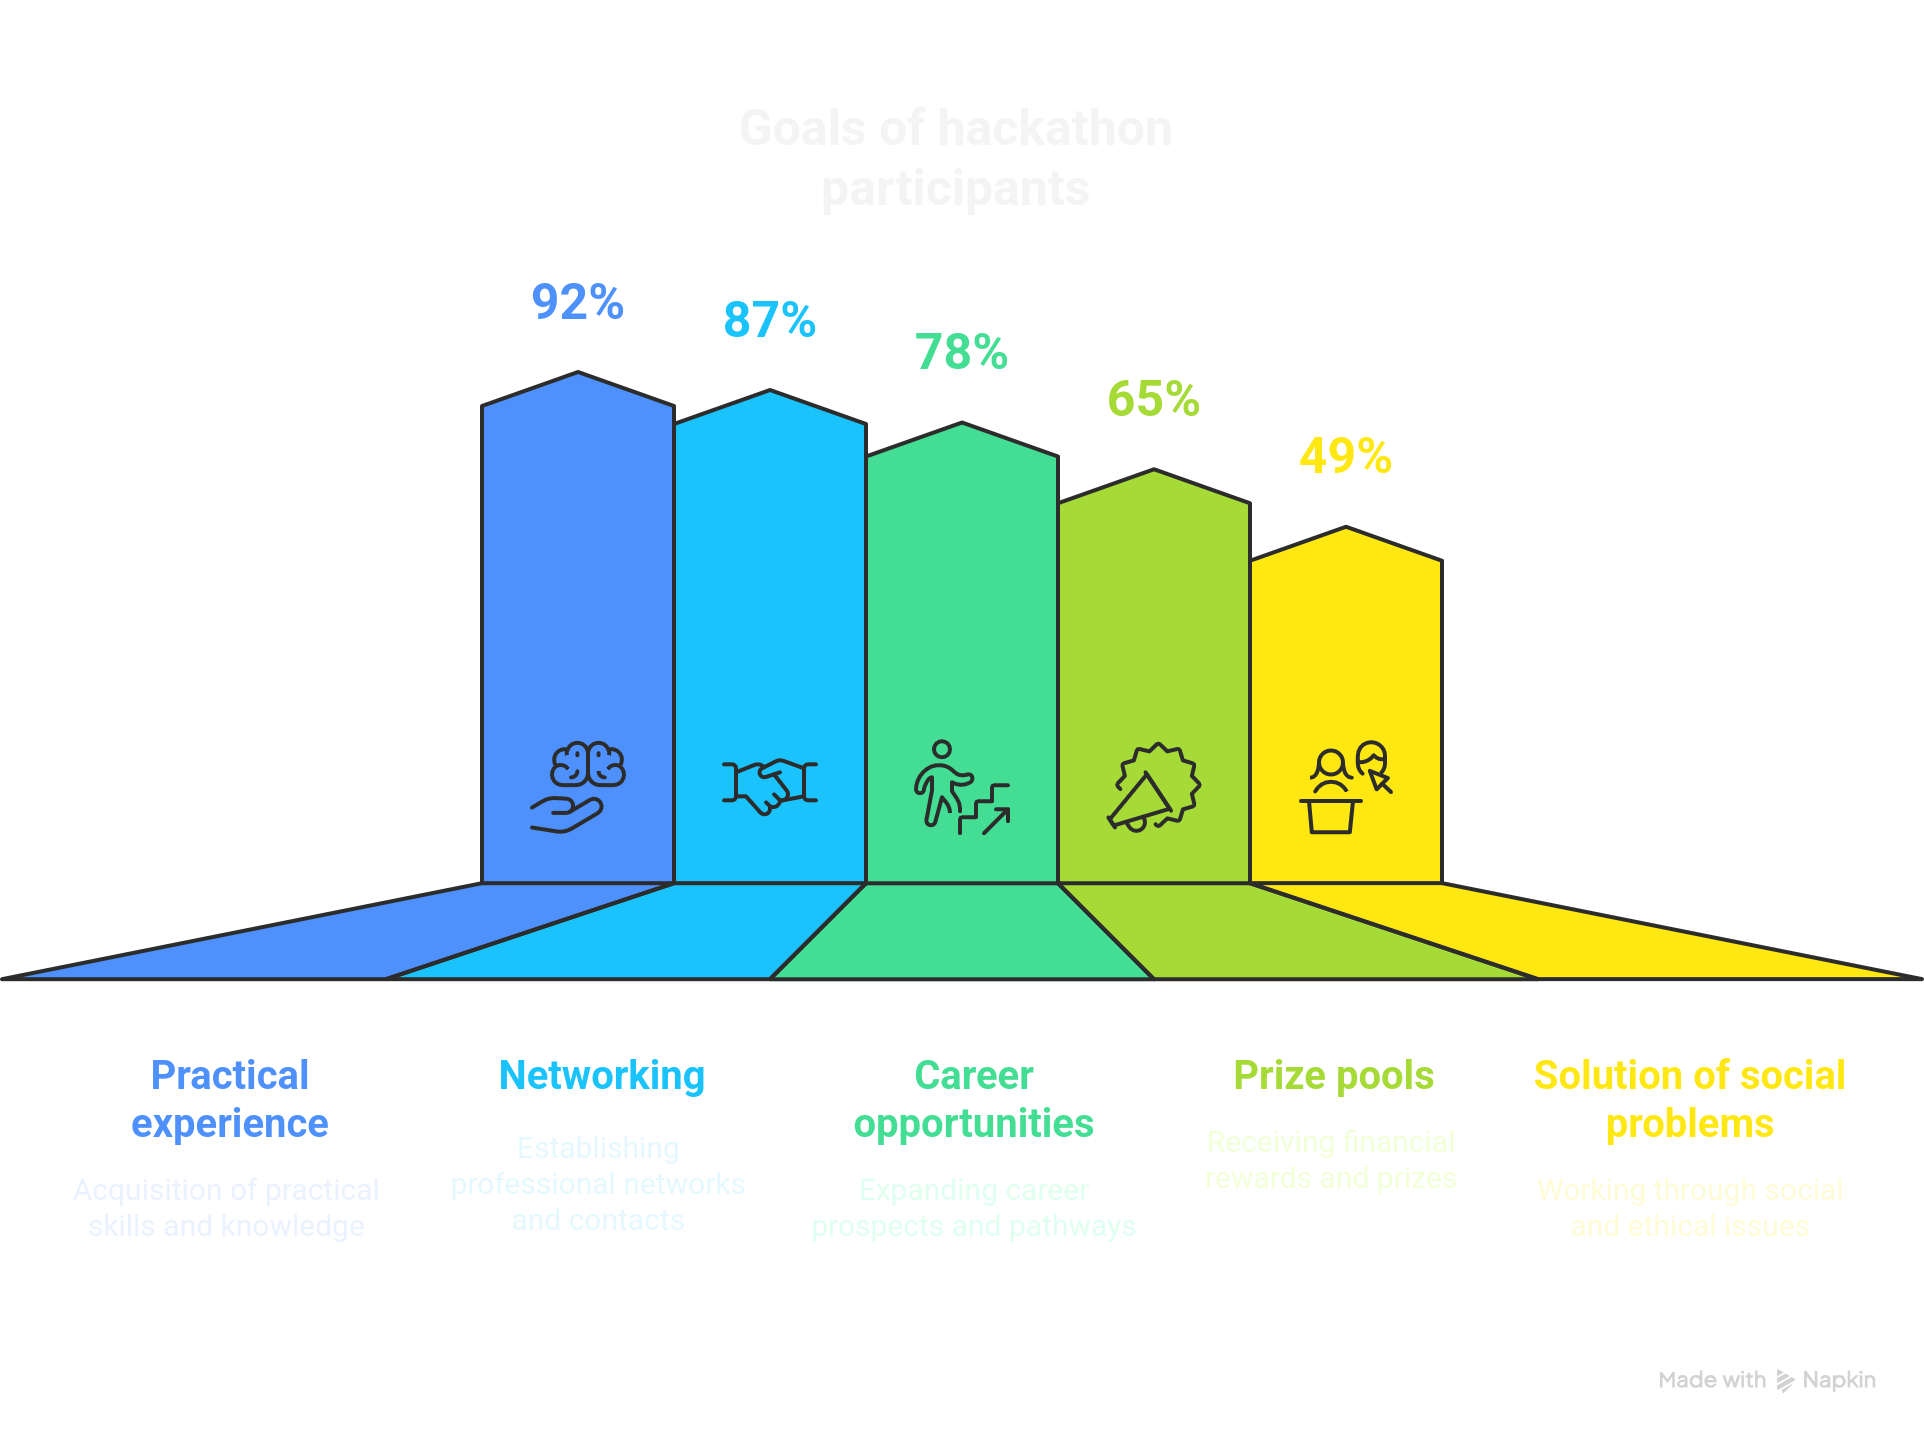 Goals of hackathon
participants
92%
87%
78%
65%
49%
Practical
experience
Acquisition of practical
skills and knowledge
Networking
Establishing
professional networks
and contacts
Career
opportunities
Expanding career
prospects and pathways
Prize pools
Receiving financial
rewards and prizes
Solution of social
problems
Working through social
and ethical issues
Made with Napkin